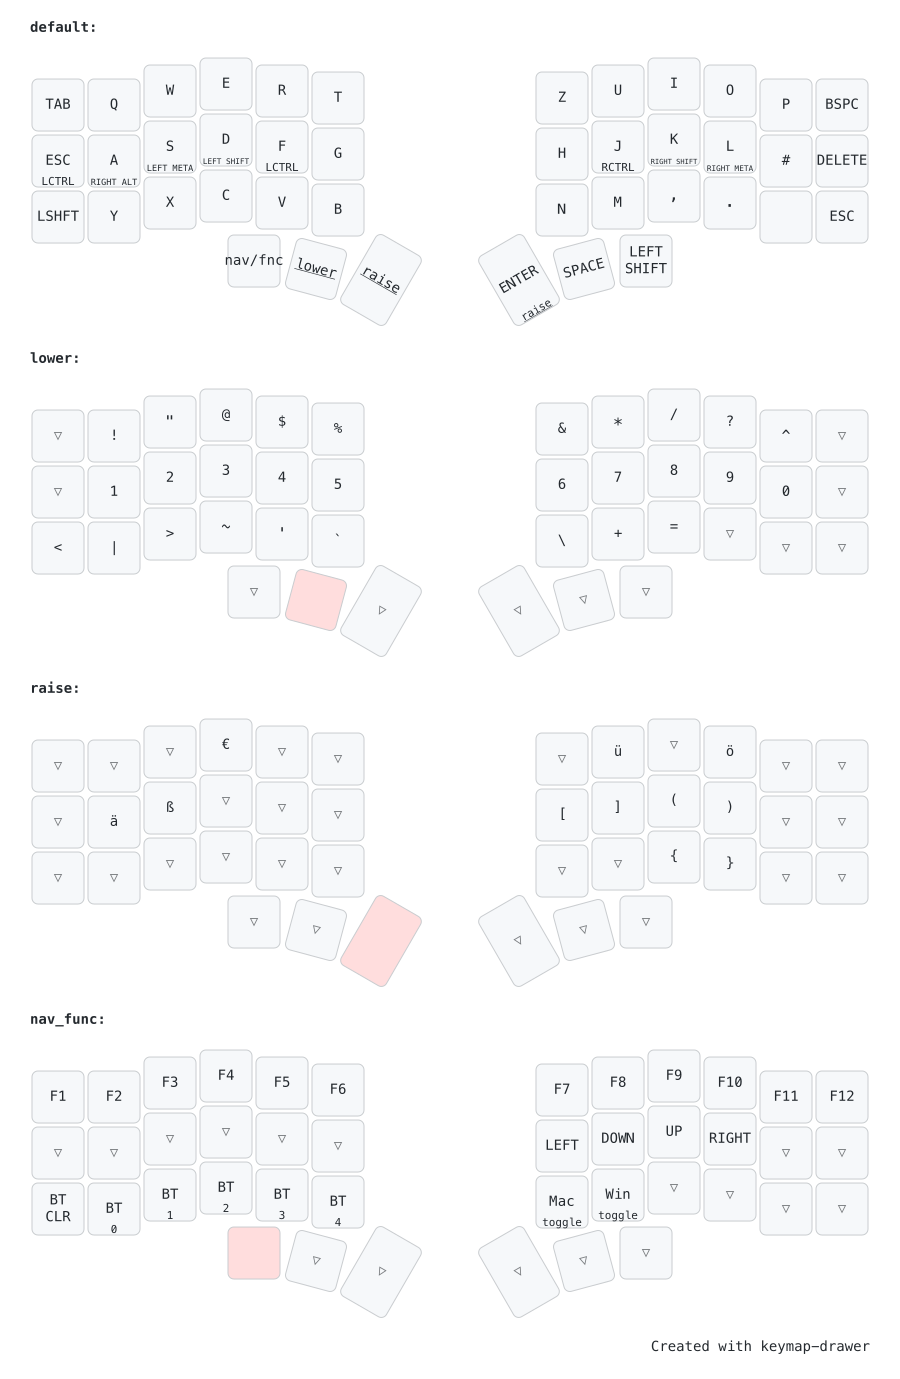 default:
TAB Q W E R T Z U I O P BSPC
ESC A S D F G H J K L # DELETE
LCTRL RIGHT ALT LEFT META LEFT SHIFT LCTRL RCTRL RIGHT SHIFT RIGHT META
LSHFT Y X C V B N M , . ESC
nav/fnc lower raise ENTER SPACE LEFT
SHIFT
raise
lower:
▽ ! " @ $ % & * / ? ^ ▽
▽ 1 2 3 4 5 6 7 8 9 0 ▽
< | > ~ ' ` \ + = ▽ ▽ ▽
▽ ▽ ▽ ▽ ▽
raise:
▽ ▽ ▽ € ▽ ▽ ▽ ü ▽ ö ▽ ▽
▽ ä ß ▽ ▽ ▽ [ ] ( ) ▽ ▽
▽ ▽ ▽ ▽ ▽ ▽ ▽ ▽ { } ▽ ▽
▽ ▽ ▽ ▽ ▽
nav_func:
F1 F2 F3 F4 F5 F6 F7 F8 F9 F10 F11 F12
▽ ▽ ▽ ▽ ▽ ▽ LEFT DOWN UP RIGHT ▽ ▽
BT BT BT BT BT BT Mac Win ▽ ▽ ▽ ▽
CLR 0 1 2 3 4 toggle toggle
▽ ▽ ▽ ▽ ▽
Created with keymap-drawer